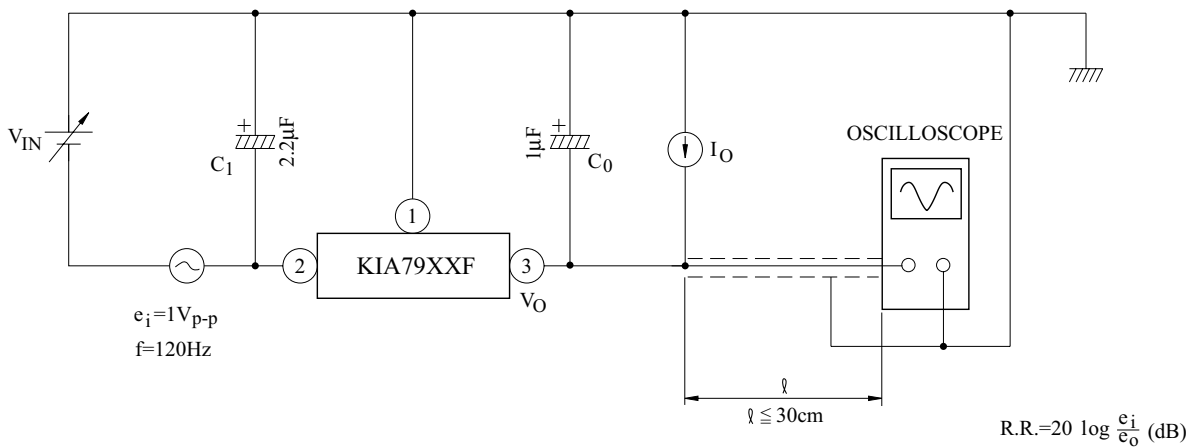 V_IN
+
C_1
2.2μF
+
1μF
C_0
I_O
OSCILLOSCOPE
1
2
KIA79XXF
3
V_O
e_i=1V_p-p
f=120Hz
ℓ
ℓ ≦ 30cm
R.R.=20 log e_i/e_o (dB)